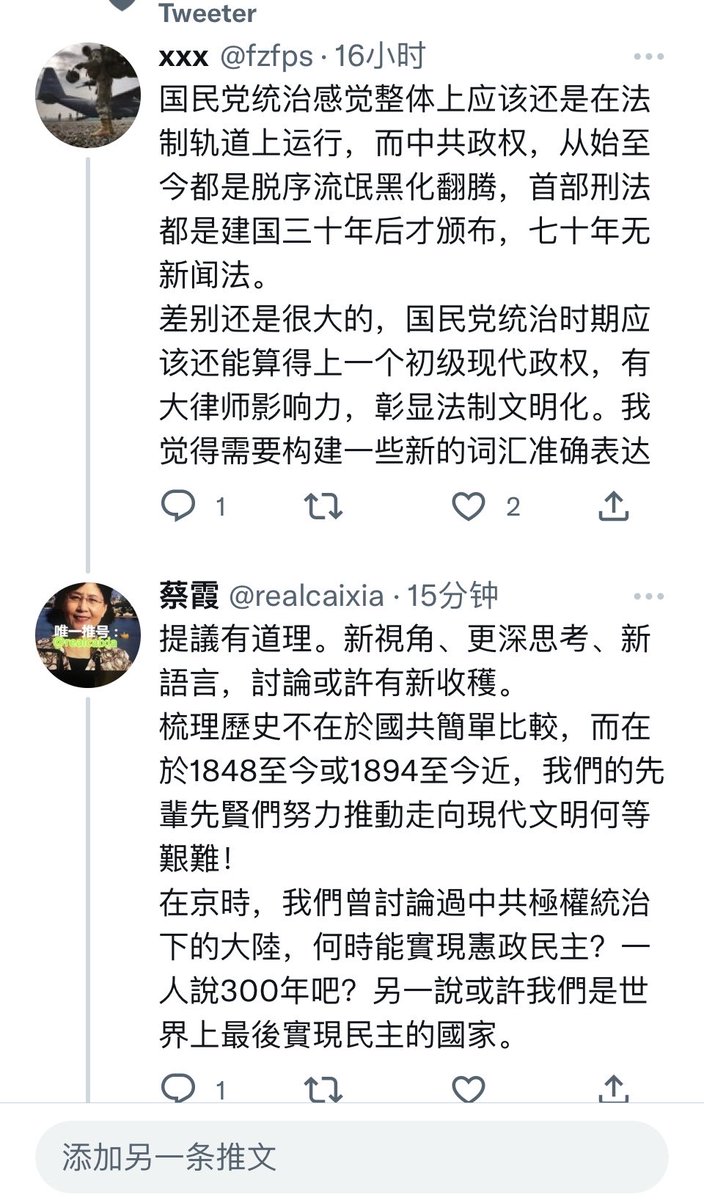 Tweeter
xxx @fzfps · 16小时
国民党统治感觉整体上应该还是在法
制轨道上运行，而中共政权，从始至
今都是脱序流氓黑化翻腾，首部刑法
都是建国三十年后才颁布，七十年无
新闻法。
差别还是很大的，国民党统治时期应
该还能算得上一个初级现代政权，有
大律师影响力，彰显法制文明化。我
觉得需要构建一些新的词汇准确表达
1 2
蔡霞 @realcaixia · 15分钟
唯一推号：
@realcaixia
提議有道理。新視角、更深思考、新
語言，討論或許有新收穫。
梳理歷史不在於國共簡單比較，而在
於1848至今或1894至今近，我們的先
輩先賢們努力推動走向現代文明何等
艱難！
在京時，我們曾討論過中共極權統治
下的大陸，何時能實現憲政民主？一
人說300年吧？另一說或許我們是世
界上最後實現民主的國家。
1
添加另一条推文